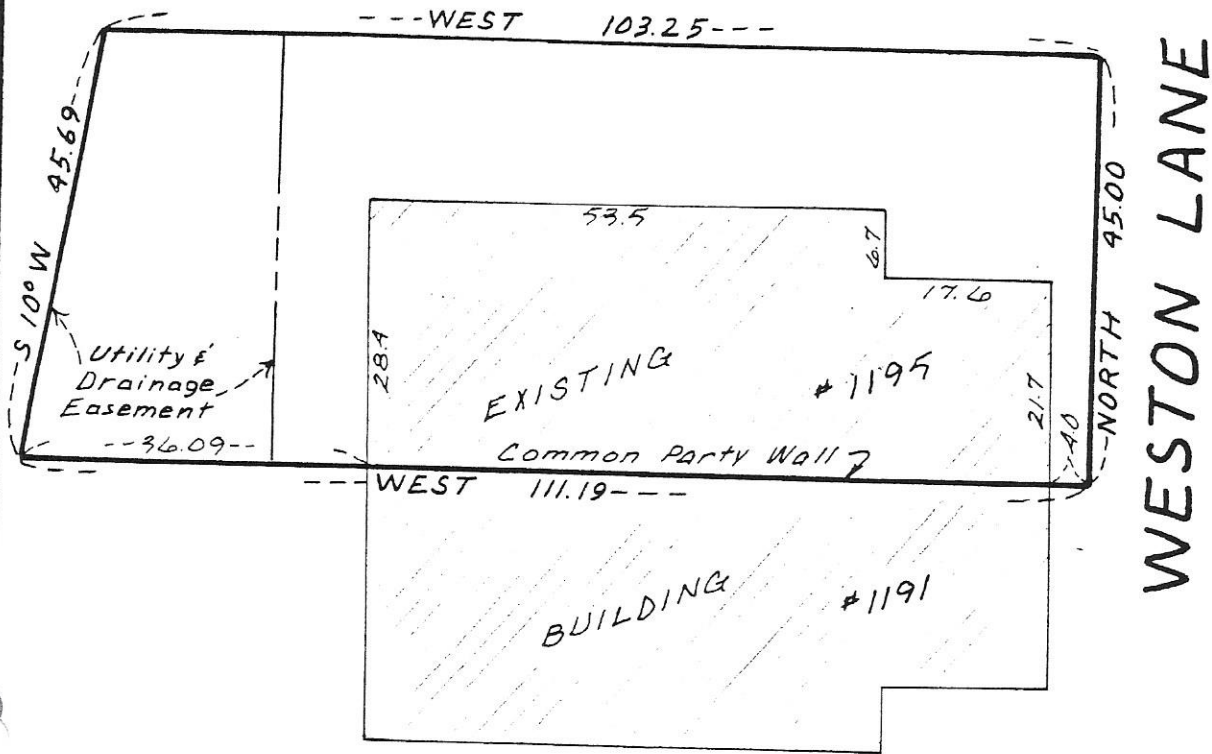 ---WEST 103.25---
45.69
S 10° W
NORTH 45.00
WESTON LANE
53.5
6.7
17.6
28.4
21.7
4.0
Utility &
Drainage
Easement
EXISTING
#1195
--36.09--
Common Party Wall
---WEST 111.19---
BUILDING
#1191